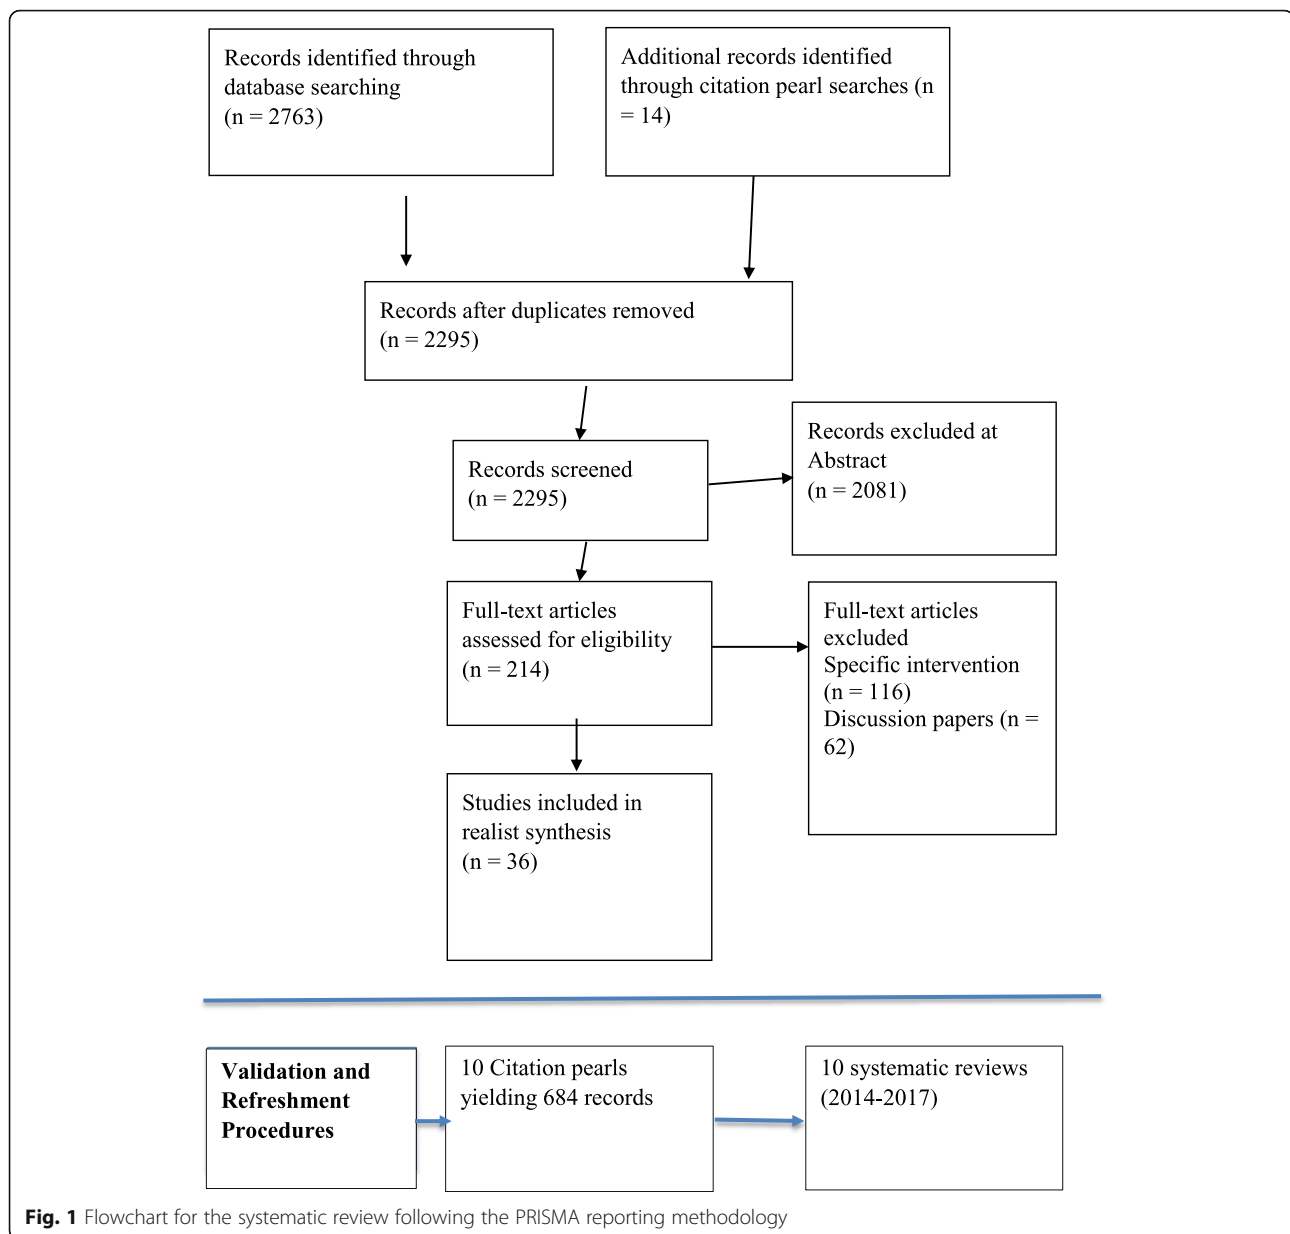 Records identified through
database searching
(n = 2763)
Additional records identified
through citation pearl searches (n
= 14)
Records after duplicates removed
(n = 2295)
Records screened
(n = 2295)
Records excluded at
Abstract
(n = 2081)
Full-text articles
assessed for eligibility
(n = 214)
Full-text articles
excluded
Specific intervention
(n = 116)
Discussion papers (n =
62)
Studies included in
realist synthesis
(n = 36)
Validation and
Refreshment
Procedures
10 Citation pearls
yielding 684 records
10 systematic reviews
(2014-2017)
Fig. 1 Flowchart for the systematic review following the PRISMA reporting methodology